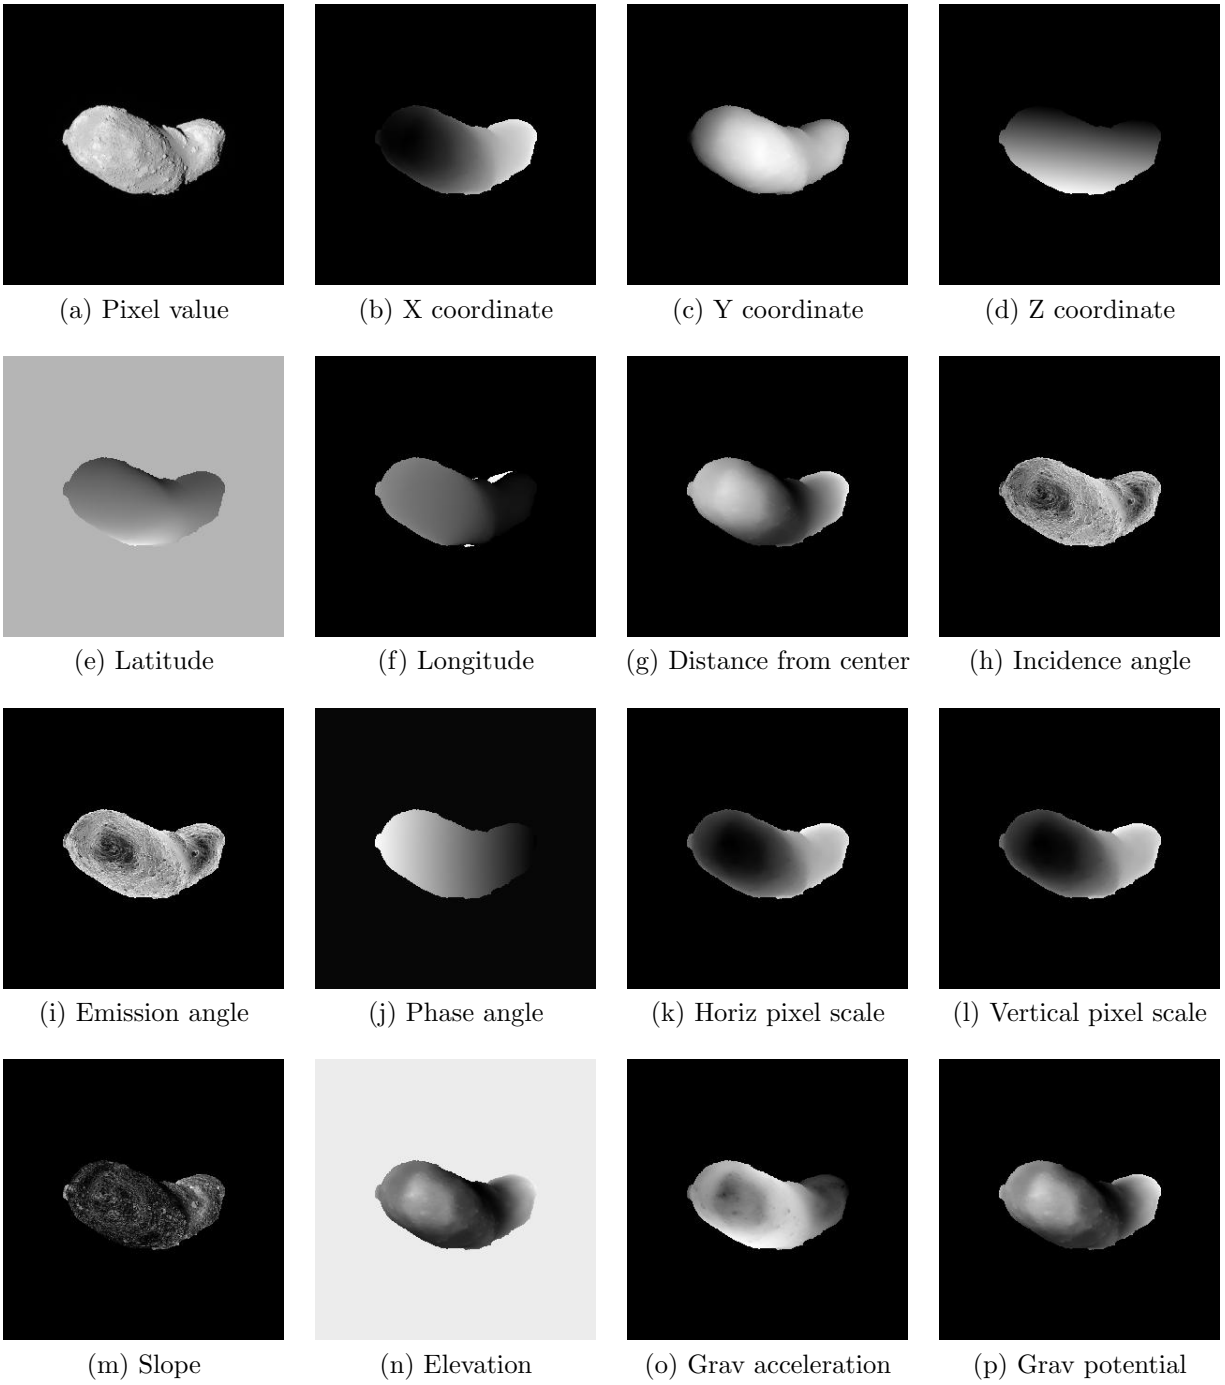 (a) Pixel value
(b) X coordinate
(c) Y coordinate
(d) Z coordinate
(e) Latitude
(f) Longitude
(g) Distance from center
(h) Incidence angle
(i) Emission angle
(j) Phase angle
(k) Horiz pixel scale
(l) Vertical pixel scale
(m) Slope
(n) Elevation
(o) Grav acceleration
(p) Grav potential